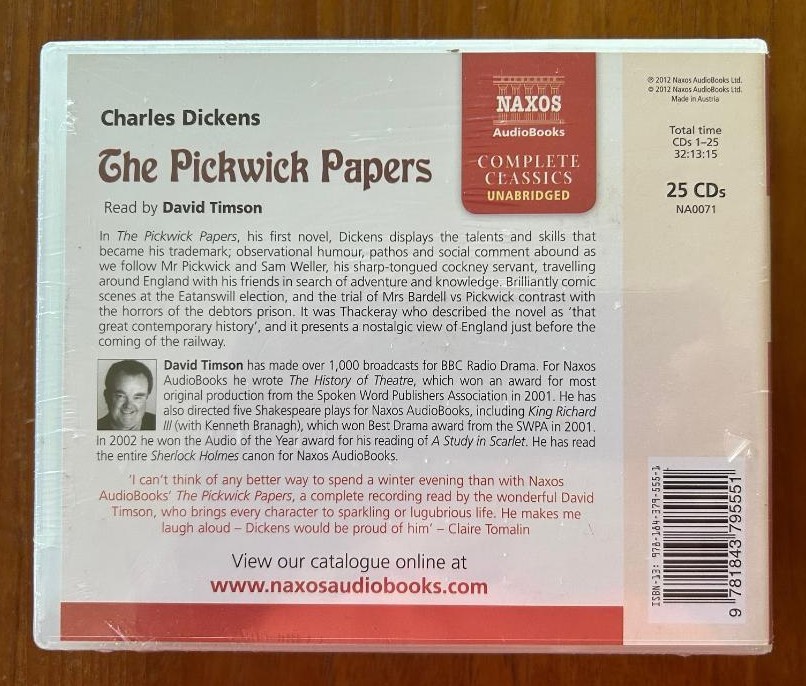 Charles Dickens
The Pickwick Papers
Read by David Timson
NAXOS
AudioBooks
COMPLETE
CLASSICS
UNABRIDGED
℗ 2012 Naxos AudioBooks Ltd.
© 2012 Naxos AudioBooks Ltd.
Made in Austria
Total time
CDs 1–25
32:13:15
25 CDs
NA0071
In The Pickwick Papers, his first novel, Dickens displays the talents and skills that
became his trademark; observational humour, pathos and social comment abound as
we follow Mr Pickwick and Sam Weller, his sharp-tongued cockney servant, travelling
around England with his friends in search of adventure and knowledge. Brilliantly comic
scenes at the Eatanswill election, and the trial of Mrs Bardell vs Pickwick contrast with
the horrors of the debtors prison. It was Thackeray who described the novel as ‘that
great contemporary history’, and it presents a nostalgic view of England just before the
coming of the railway.
David Timson has made over 1,000 broadcasts for BBC Radio Drama. For Naxos
AudioBooks he wrote The History of Theatre, which won an award for most
original production from the Spoken Word Publishers Association in 2001. He has
also directed five Shakespeare plays for Naxos AudioBooks, including King Richard
III (with Kenneth Branagh), which won Best Drama award from the SWPA in 2001.
In 2002 he won the Audio of the Year award for his reading of A Study in Scarlet. He has read
the entire Sherlock Holmes canon for Naxos AudioBooks.
‘I can’t think of any better way to spend a winter evening than with Naxos
AudioBooks’ The Pickwick Papers, a complete recording read by the wonderful David
Timson, who brings every character to sparkling or lugubrious life. He makes me
laugh aloud – Dickens would be proud of him’ – Claire Tomalin
View our catalogue online at
www.naxosaudiobooks.com
ISBN-13: 978-184-379-555-1
9 781843 795551